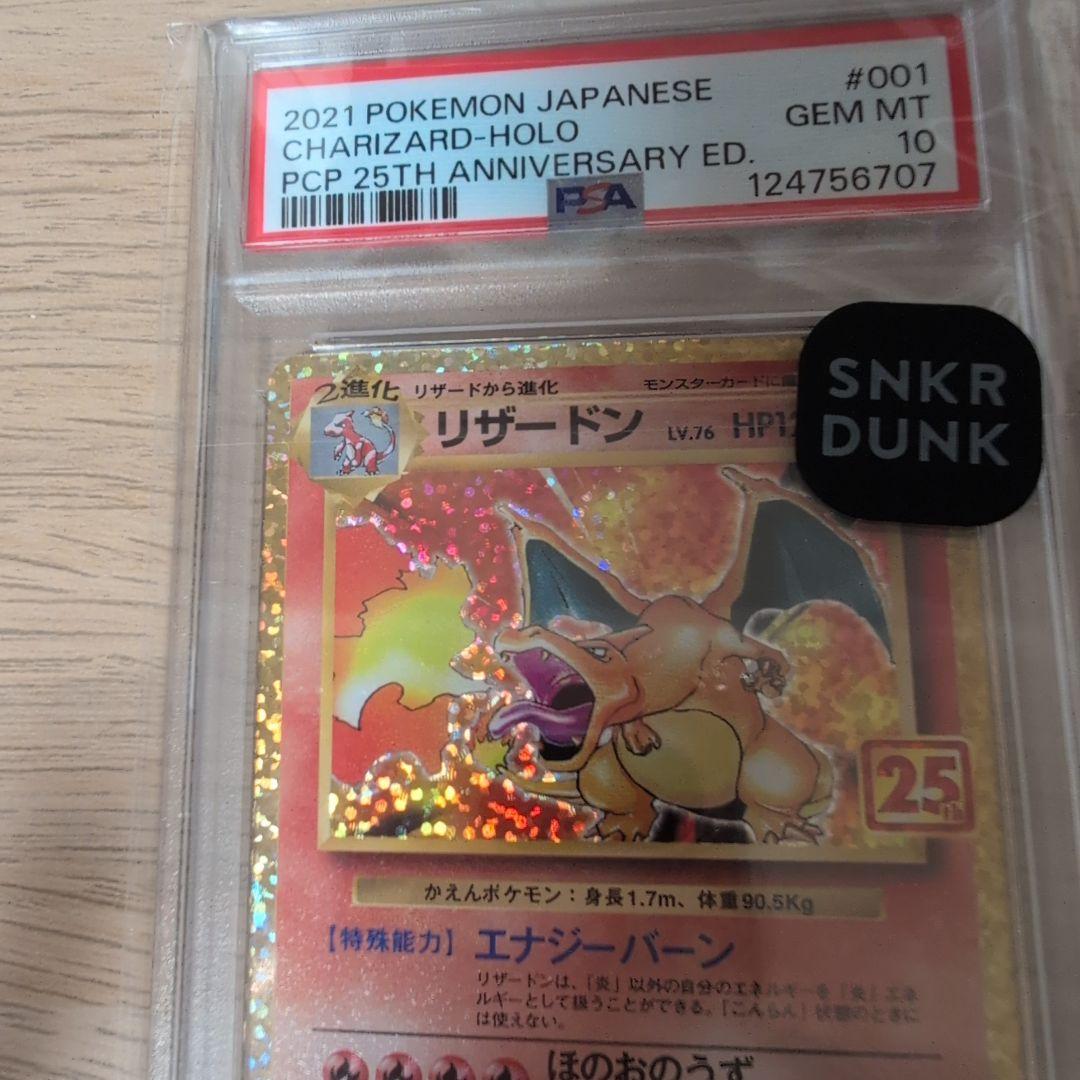 2021 POKEMON JAPANESE #001
CHARIZARD-HOLO GEM MT
PCP 25TH ANNIVERSARY ED. 10
PSA 124756707
SNKR
DUNK
2進化 リザードから進化 モンスターカードに
リザードン LV.76 HP12
25th
かえんポケモン：身長1.7m、体重90.5Kg
【特殊能力】 エナジーバーン
リザードンは、「炎」以外の自分のエネルギーを「炎」エネ
ルギーとして扱うことができる。「こんらん」状態のときに
は使えない。
ほのおのうず